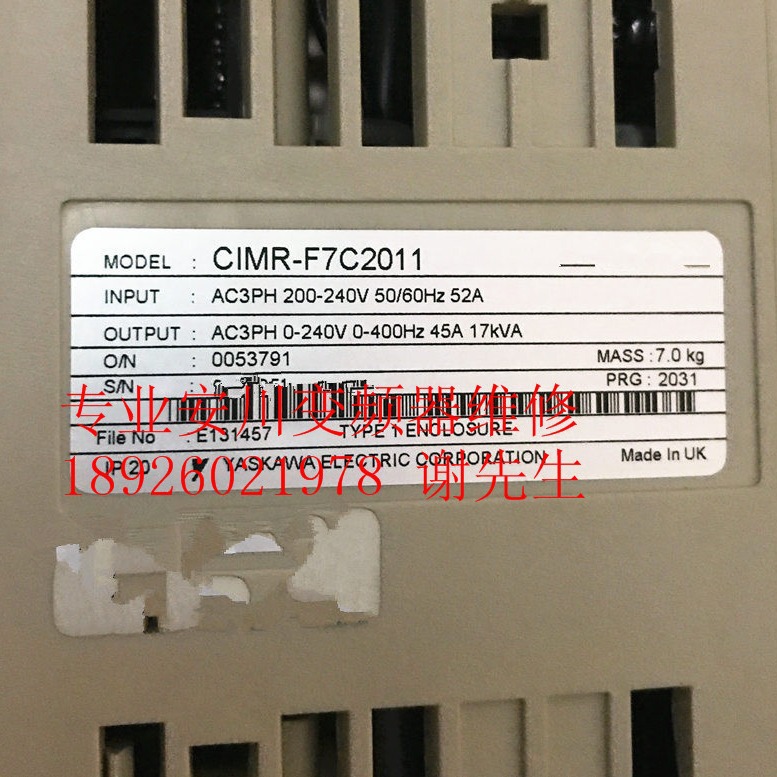 MODEL : CIMR-F7C2011
INPUT : AC3PH 200-240V 50/60Hz 52A
OUTPUT : AC3PH 0-240V 0-400Hz 45A 17kVA
O/N : 0053791 MASS : 7.0 kg
S/N PRG : 2031
专业安川变频器维修
File No : E131457 TYPE 1 ENCLOSURE
IP 20 YASKAWA ELECTRIC CORPORATION Made In UK
18926021978 谢先生